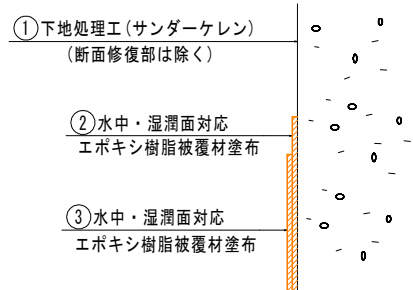 ①下地処理工(サンダーケレン)
(断面修復部は除く)
②水中・湿潤面対応
エポキシ樹脂被覆材塗布
③水中・湿潤面対応
エポキシ樹脂被覆材塗布